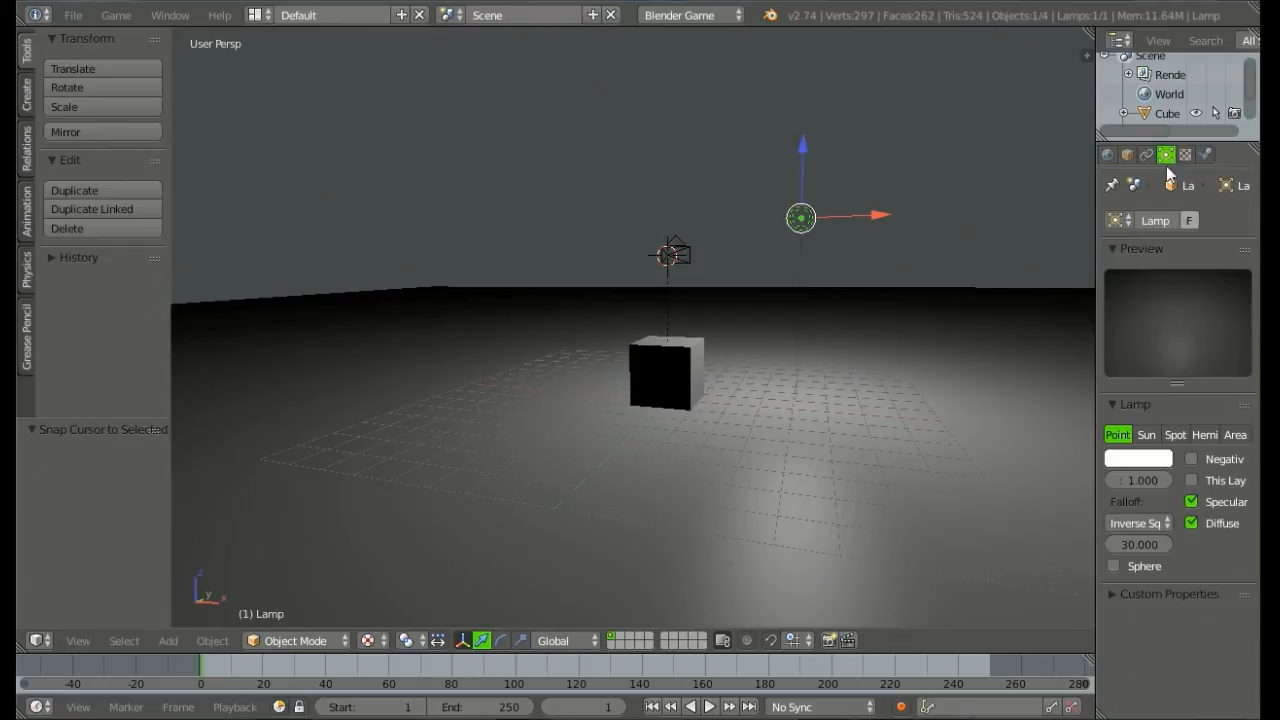 File Game Window Help Default Scene Blender Game v2.74 | Verts:297 | Faces:262 | Tris:524 | Objects:1/4 | Lamps:1/1 | Mem:11.64M | Lamp
Tools
Create
Relations
Animation
Physics
Grease Pencil
Transform
Translate
Rotate
Scale
Mirror
Edit
Duplicate
Duplicate Linked
Delete
History
Snap Cursor to Selected
User Persp
z
y x
(1) Lamp
View Search All S
Scene
Rende
World
Cube
La La
Lamp F
Preview
Lamp
Point Sun Spot Hemi Area
Negativ
: 1.000 This Lay
Falloff: Specular
Inverse Sq Diffuse
30.000
Sphere
Custom Properties
View Select Add Object Object Mode Global
-40 -20 0 20 40 60 80 100 120 140 160 180 200 220 240 260 280
View Marker Frame Playback Start: 1 End: 250 1 No Sync